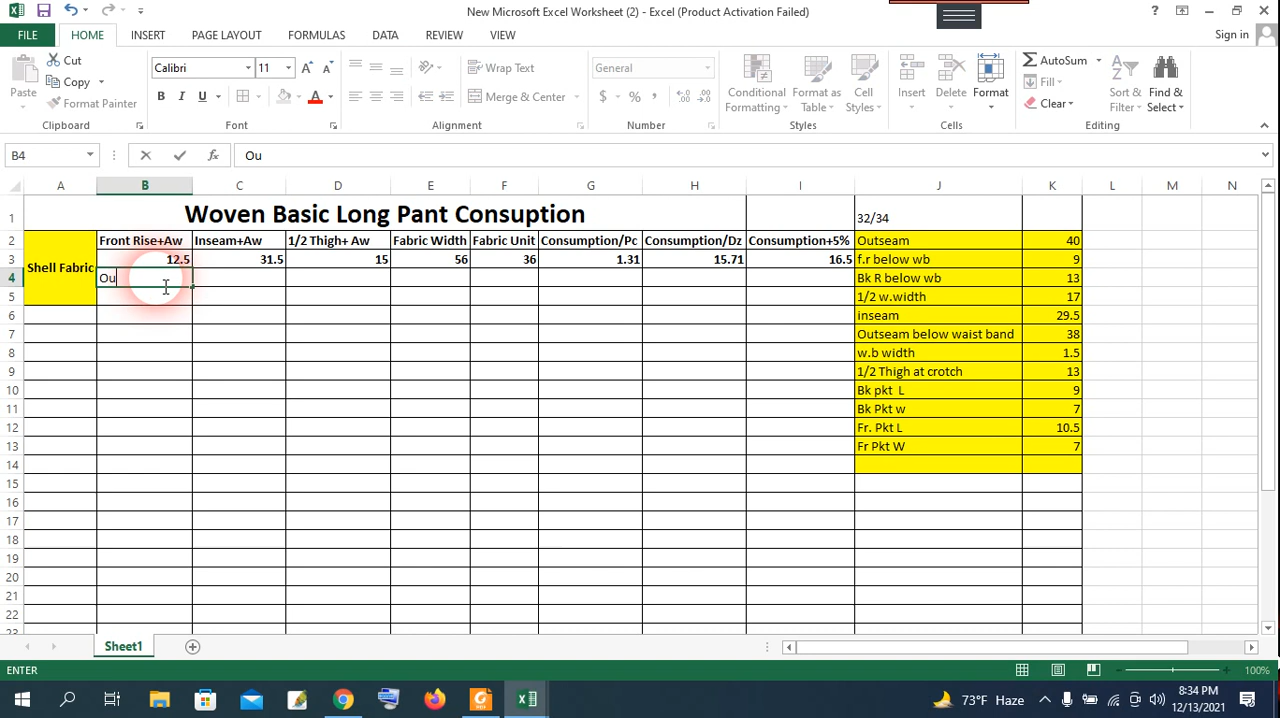 New Microsoft Excel Worksheet (2) - Excel (Product Activation Failed)
FILE HOME INSERT PAGE LAYOUT FORMULAS DATA REVIEW VIEW Sign in
Paste
Cut
Copy
Format Painter
Clipboard
Calibri 11
B I U
Font
Wrap Text
Merge & Center
Alignment
General
$ % ,
Number
Conditional Formatting
Format as Table
Cell Styles
Styles
Insert
Delete
Format
Cells
AutoSum
Fill
Clear
Sort & Filter
Find & Select
Editing
B4 fx Ou
A B C D E F G H I J K L M N
1 Woven Basic Long Pant Consuption 32/34
2 Front Rise+Aw Inseam+Aw 1/2 Thigh+ Aw Fabric Width Fabric Unit Consumption/Pc Consumption/Dz Consumption+5% Outseam 40
Shell Fabric
3 12.5 31.5 15 56 36 1.31 15.71 16.5 f.r below wb 9
4 Ou Bk R below wb 13
5 1/2 w.width 17
6 inseam 29.5
7 Outseam below waist band 38
8 w.b width 1.5
9 1/2 Thigh at crotch 13
10 Bk pkt L 9
11 Bk Pkt w 7
12 Fr. Pkt L 10.5
13 Fr Pkt W 7
14
15
16
17
18
19
20
21
22
23
Sheet1
ENTER 100%
73°F Haze 8:34 PM
12/13/2021